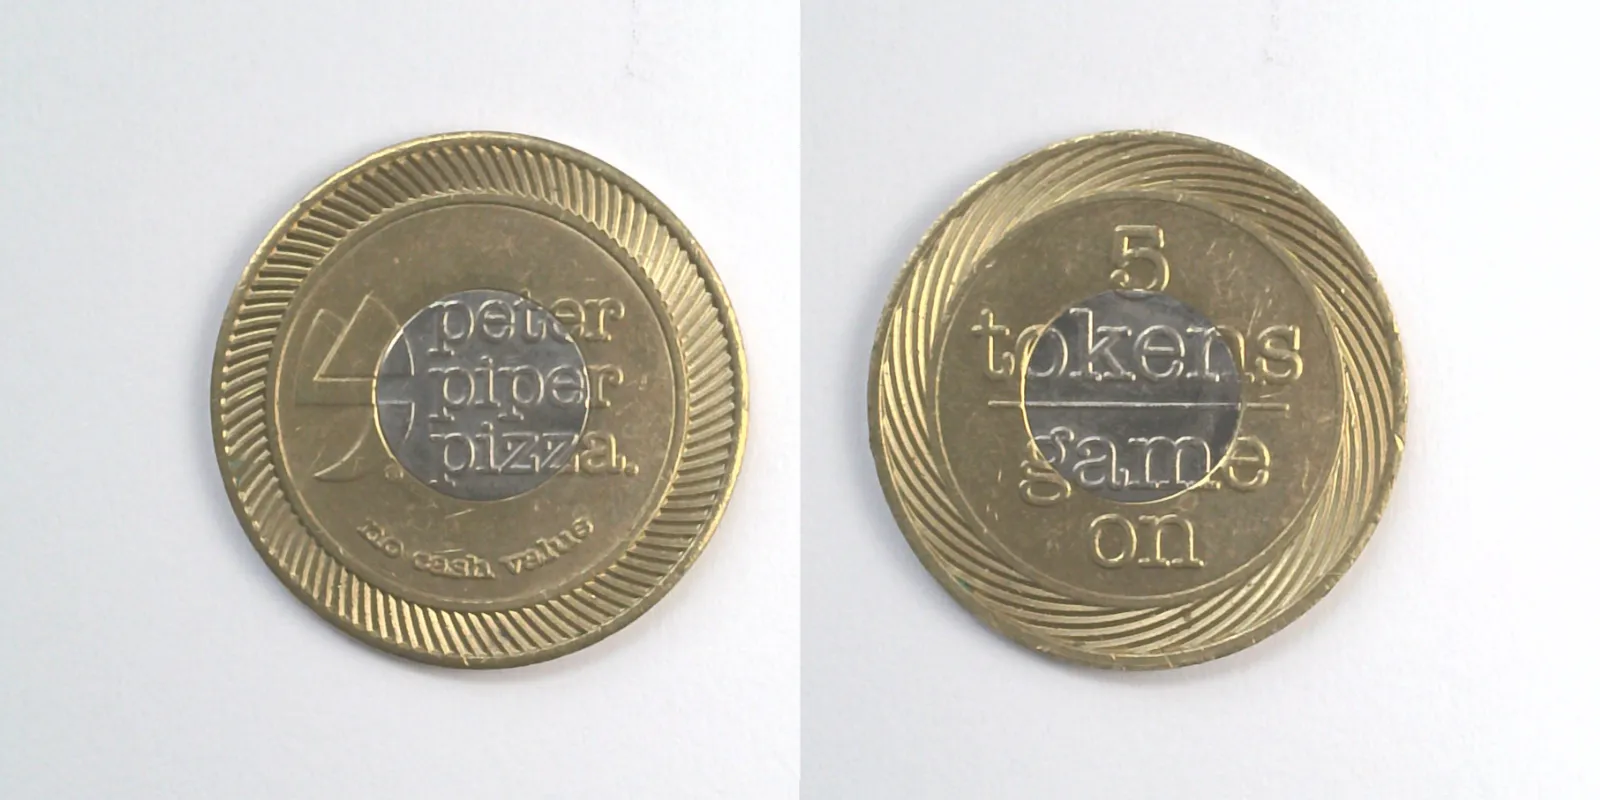 peter
piper
pizza.
no cash value
5
tokens
game
on